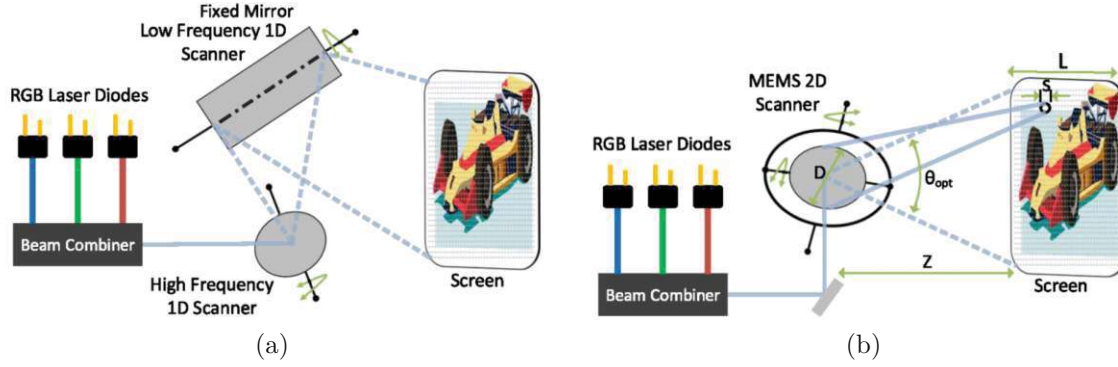 Fixed Mirror
Low Frequency 1D
Scanner
RGB Laser Diodes
Beam Combiner
High Frequency
1D Scanner
Screen
(a)
MEMS 2D
Scanner
RGB Laser Diodes
Beam Combiner
D
θopt
Z
L
S
Screen
(b)